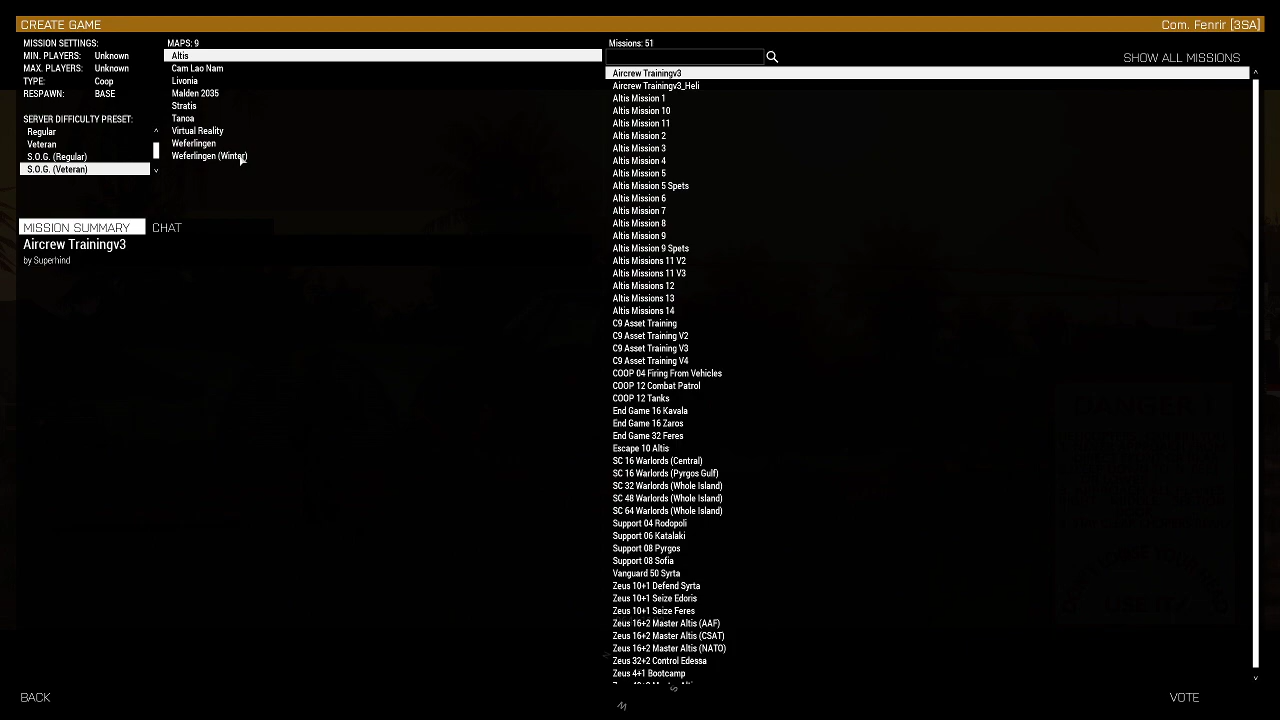 CREATE GAME
Com. Fenrir [3SA]
MISSION SETTINGS:
MIN. PLAYERS: Unknown
MAX. PLAYERS: Unknown
TYPE: Coop
RESPAWN: BASE
SERVER DIFFICULTY PRESET:
Regular
Veteran
S.O.G. (Regular)
S.O.G. (Veteran)
MAPS: 9
Altis
Cam Lao Nam
Livonia
Malden 2035
Stratis
Tanoa
Virtual Reality
Weferlingen
Weferlingen (Winter)
MISSION SUMMARY
CHAT
Aircrew Trainingv3
by Superhind
Missions: 51
SHOW ALL MISSIONS
Aircrew Trainingv3
Aircrew Trainingv3_Heli
Altis Mission 1
Altis Mission 10
Altis Mission 11
Altis Mission 2
Altis Mission 3
Altis Mission 4
Altis Mission 5
Altis Mission 5 Spets
Altis Mission 6
Altis Mission 7
Altis Mission 8
Altis Mission 9
Altis Mission 9 Spets
Altis Missions 11 V2
Altis Missions 11 V3
Altis Missions 12
Altis Missions 13
Altis Missions 14
C9 Asset Training
C9 Asset Training V2
C9 Asset Training V3
C9 Asset Training V4
COOP 04 Firing From Vehicles
COOP 12 Combat Patrol
COOP 12 Tanks
End Game 16 Kavala
End Game 16 Zaros
End Game 32 Feres
Escape 10 Altis
SC 16 Warlords (Central)
SC 16 Warlords (Pyrgos Gulf)
SC 32 Warlords (Whole Island)
SC 48 Warlords (Whole Island)
SC 64 Warlords (Whole Island)
Support 04 Rodopoli
Support 06 Katalaki
Support 08 Pyrgos
Support 08 Sofia
Vanguard 50 Syrta
Zeus 10+1 Defend Syrta
Zeus 10+1 Seize Edoris
Zeus 10+1 Seize Feres
Zeus 16+2 Master Altis (AAF)
Zeus 16+2 Master Altis (CSAT)
Zeus 16+2 Master Altis (NATO)
Zeus 32+2 Control Edessa
Zeus 4+1 Bootcamp
S
W
BACK
VOTE
DANGER !